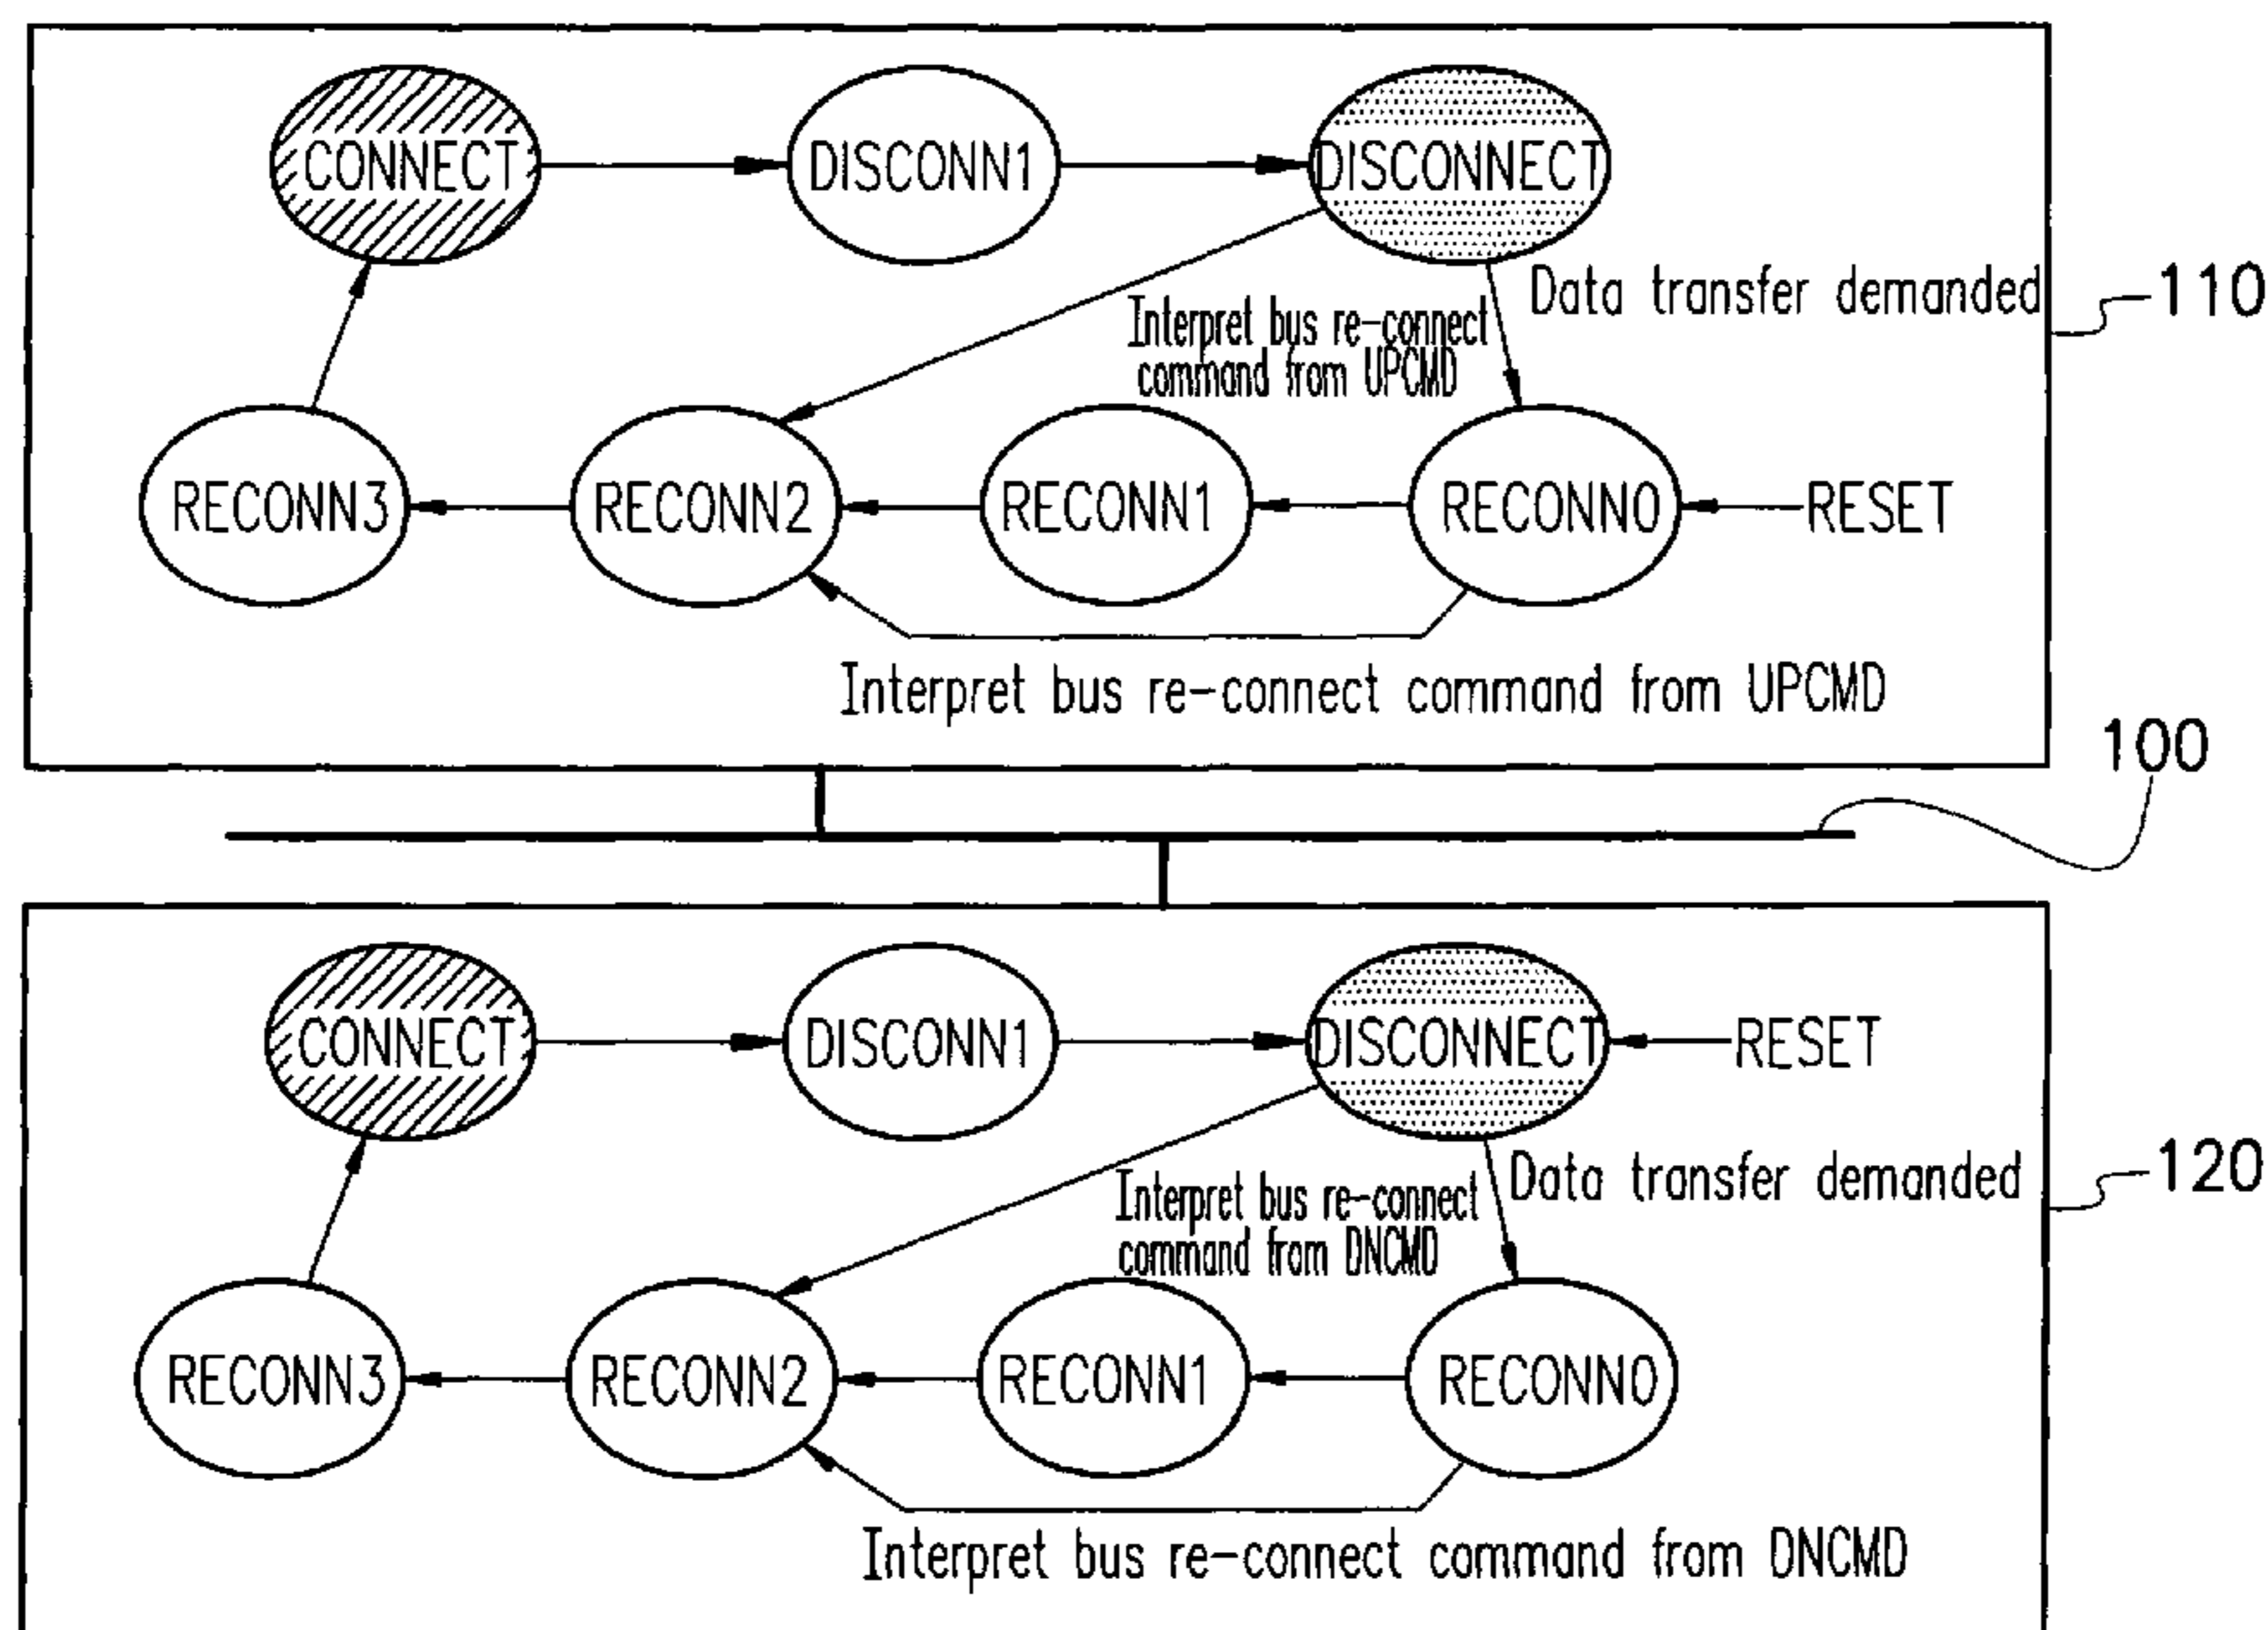 CONNECT DISCONN1 DISCONNECT
Data transfer demanded
110
Interpret bus re-connect
command from UPCMD
RECONN3 RECONN2 RECONN1 RECONN0 RESET
Interpret bus re-connect command from UPCMD
100
CONNECT DISCONN1 DISCONNECT RESET
Data transfer demanded
120
Interpret bus re-connect
command from DNCMD
RECONN3 RECONN2 RECONN1 RECONN0
Interpret bus re-connect command from DNCMD